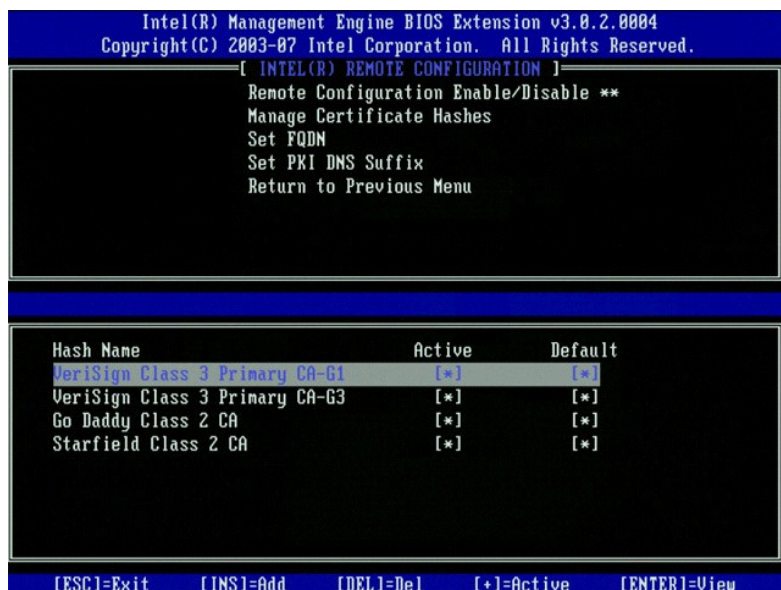 Intel(R) Management Engine BIOS Extension v3.0.2.0004
Copyright(C) 2003-07 Intel Corporation. All Rights Reserved.
[ INTEL(R) REMOTE CONFIGURATION ]
Remote Configuration Enable/Disable **
Manage Certificate Hashes
Set FQDN
Set PKI DNS Suffix
Return to Previous Menu
Hash Name Active Default
VeriSign Class 3 Primary CA-G1 [*] [*]
VeriSign Class 3 Primary CA-G3 [*] [*]
Go Daddy Class 2 CA [*] [*]
Starfield Class 2 CA [*] [*]
[ESC]=Exit [INS]=Add [DEL]=Del [+]=Active [ENTER]=View